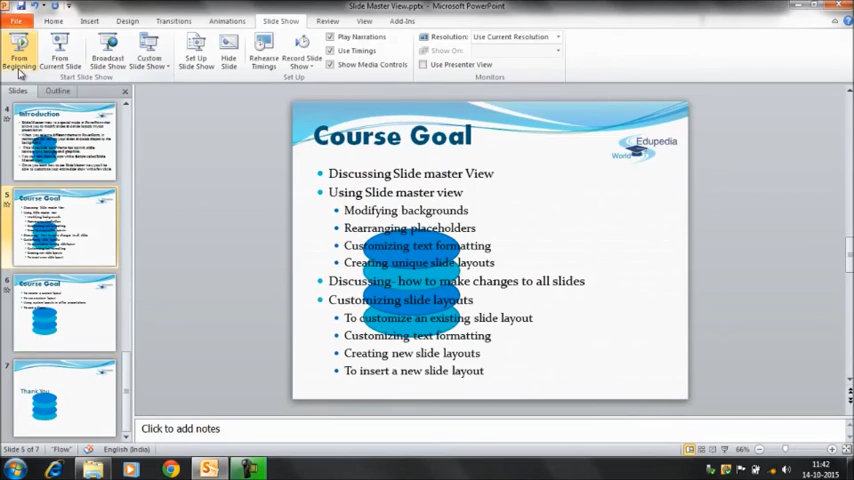 Slide Master View.pptx - Microsoft PowerPoint
File Home Insert Design Transitions Animations Slide Show Review View Add-Ins
From Beginning
From Current Slide
Broadcast Slide Show
Custom Slide Show
Set Up Slide Show
Hide Slide
Rehearse Timings
Record Slide Show
Play Narrations
Use Timings
Show Media Controls
Resolution: Use Current Resolution
Show On:
Use Presenter View
Start Slide Show
Set Up
Monitors
Slides Outline
4
Introduction
5
Course Goal
6
Course Goal
7
Thank You
Course Goal
Edupedia
World
Discussing Slide master View
Using Slide master view
Modifying backgrounds
Rearranging placeholders
Customizing text formatting
Creating unique slide layouts
Discussing- how to make changes to all slides
Customizing slide layouts
To customize an existing slide layout
Customizing text formatting
Creating new slide layouts
To insert a new slide layout
Click to add notes
Slide 5 of 7 "Flow" English (India) 66%
11:42
14-10-2015